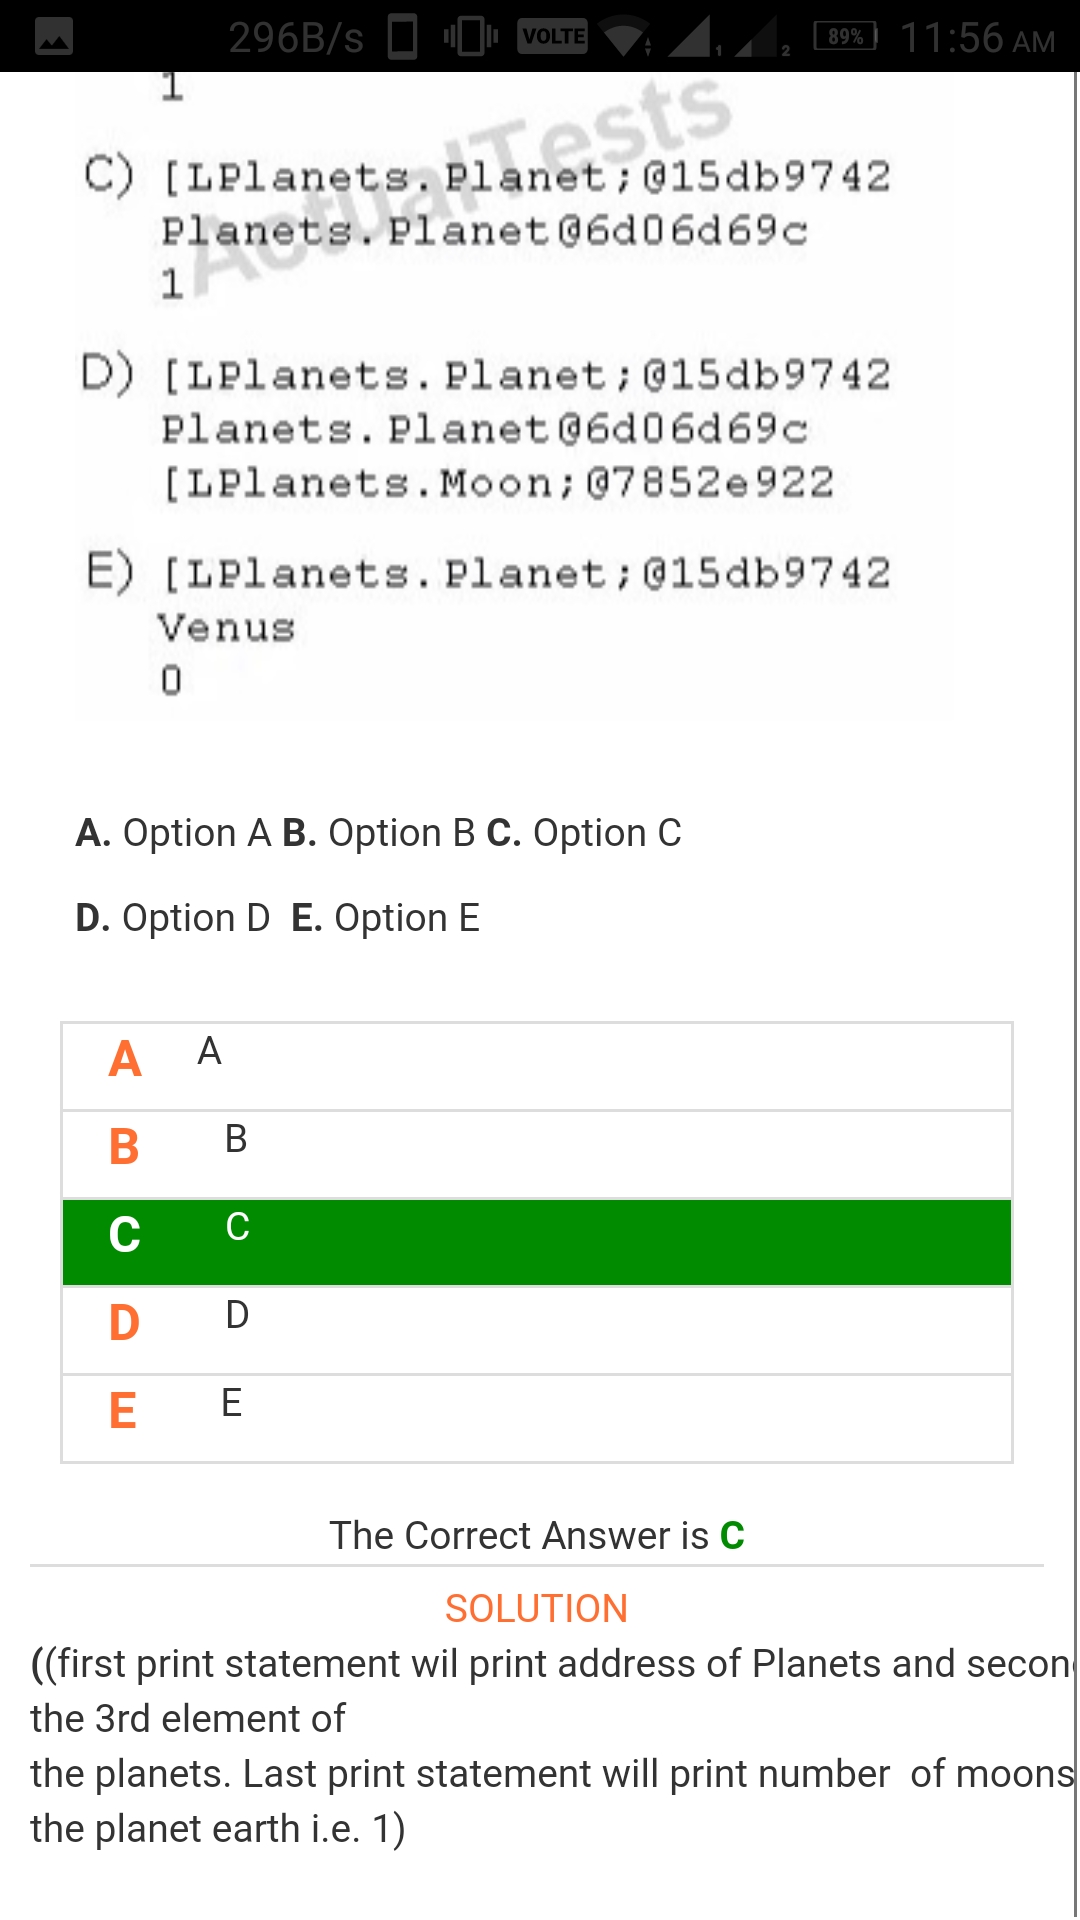 296B/s VOLTE 1 2 89% 11:56 AM
1
ActualTests
C) [LPlanets.Planet;@15db9742
Planets.Planet@6d06d69c
1
D) [LPlanets.Planet;@15db9742
Planets.Planet@6d06d69c
[LPlanets.Moon;@7852e922
E) [LPlanets.Planet;@15db9742
Venus
0
A. Option A B. Option B C. Option C
D. Option D E. Option E
A A
B B
C C
D D
E E
The Correct Answer is C
SOLUTION
((first print statement wil print address of Planets and secon
the 3rd element of
the planets. Last print statement will print number of moons
the planet earth i.e. 1)